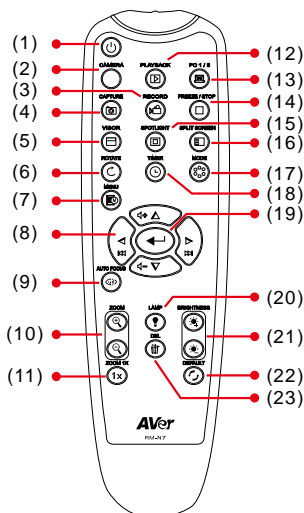 (1)
(2)
(3)
(4)
(5)
(6)
(7)
(8)
(9)
(10)
(11)
CAMERA
PLAYBACK
PC 1 / 2
CAPTURE
RECORD
FREEZE / STOP
VISOR
SPOTLIGHT
SPLIT SCREEN
ROTATE
TIMER
MODE
MENU
AUTO FOCUS
ZOOM
LAMP
BRIGHTNESS
ZOOM 1X
DEFAULT
1x
AVer
RM-N7
(12)
(13)
(14)
(15)
(16)
(17)
(18)
(19)
(20)
(21)
(22)
(23)